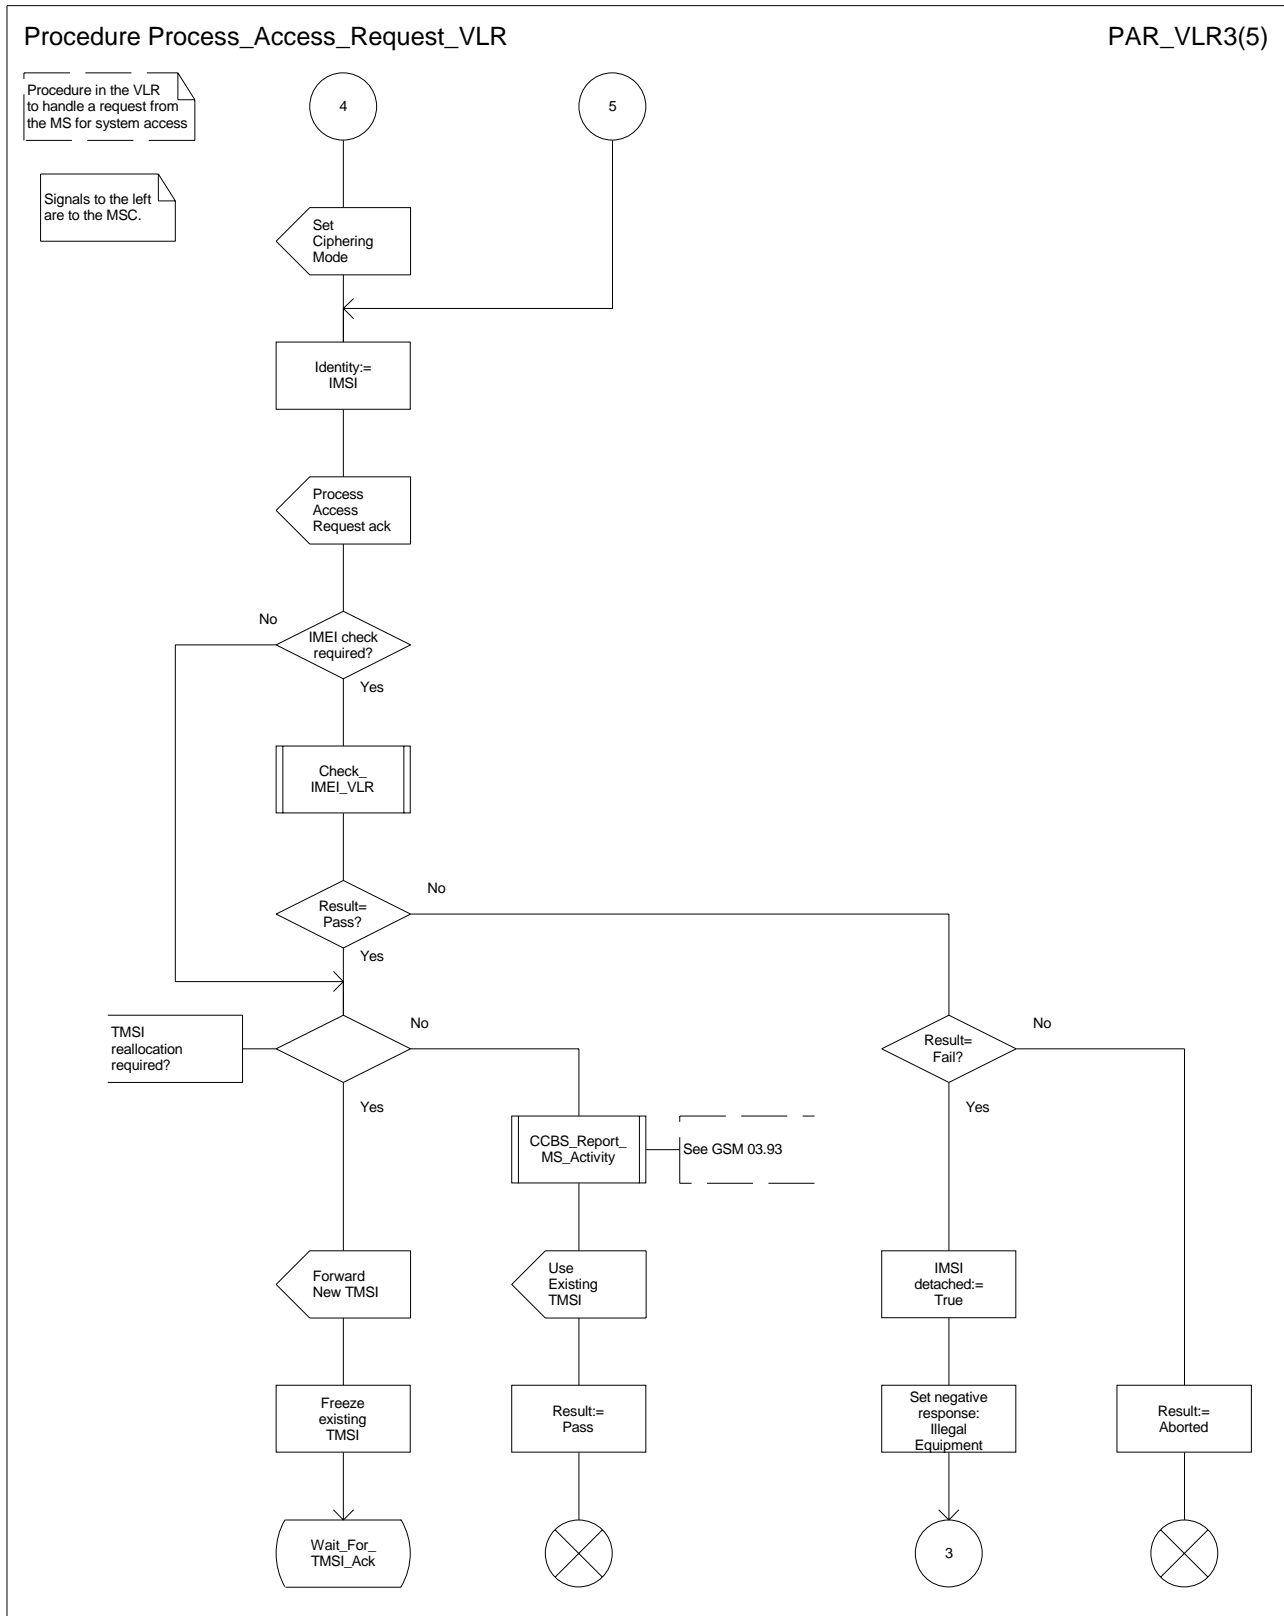 Procedure Process_Access_Request_VLR
PAR_VLR3(5)
Procedure in the VLR
to handle a request from
the MS for system access
4
5
Signals to the left
are to the MSC.
Set
Ciphering
Mode
Identity:=
IMSI
Process
Access
Request ack
No
IMEI check
required?
Yes
Check_
IMEI_VLR
No
Result=
Pass?
Yes
TMSI
reallocation
required?
No
Yes
Result=
Fail?
No
Yes
CCBS_Report_
MS_Activity
See GSM 03.93
Forward
New TMSI
Use
Existing
TMSI
IMSI
detached:=
True
Freeze
existing
TMSI
Result:=
Pass
Set negative
response:
Illegal
Equipment
Result:=
Aborted
Wait_For_
TMSI_Ack
3